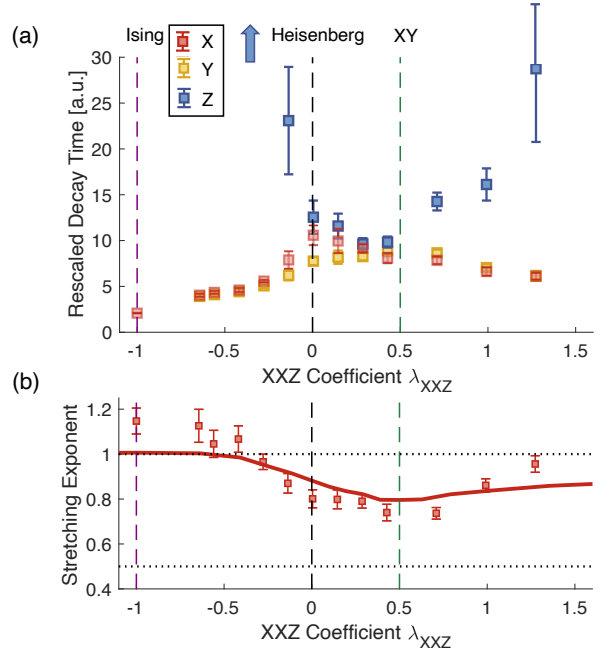 (a)
Ising
Heisenberg
XY
X
Y
Z
Rescaled Decay Time [a.u.]
30
25
20
15
10
5
0
-1
-0.5
0
0.5
1
1.5
XXZ Coefficient λXXZ
(b)
Stretching Exponent
1.2
1
0.8
0.6
0.4
-1
-0.5
0
0.5
1
1.5
XXZ Coefficient λXXZ